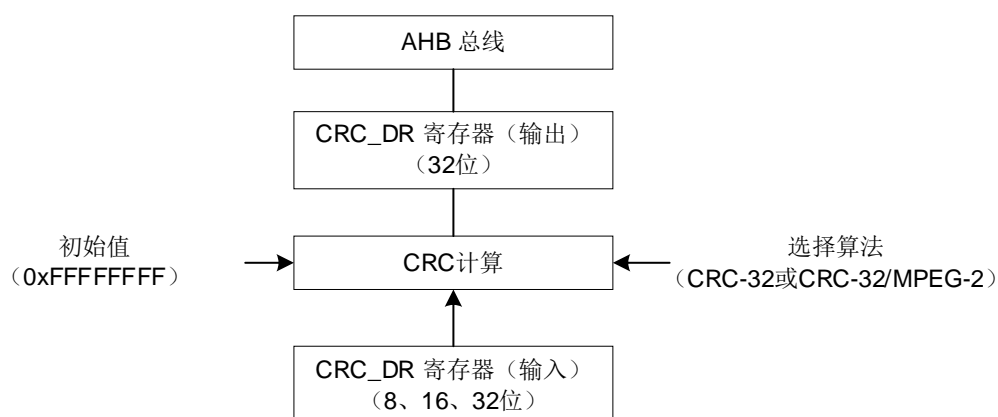 AHB 总线
CRC_DR 寄存器（输出）
（32位）
初始值
（0xFFFFFFFF）
CRC计算
选择算法
（CRC-32或CRC-32/MPEG-2）
CRC_DR 寄存器（输入）
（8、16、32位）